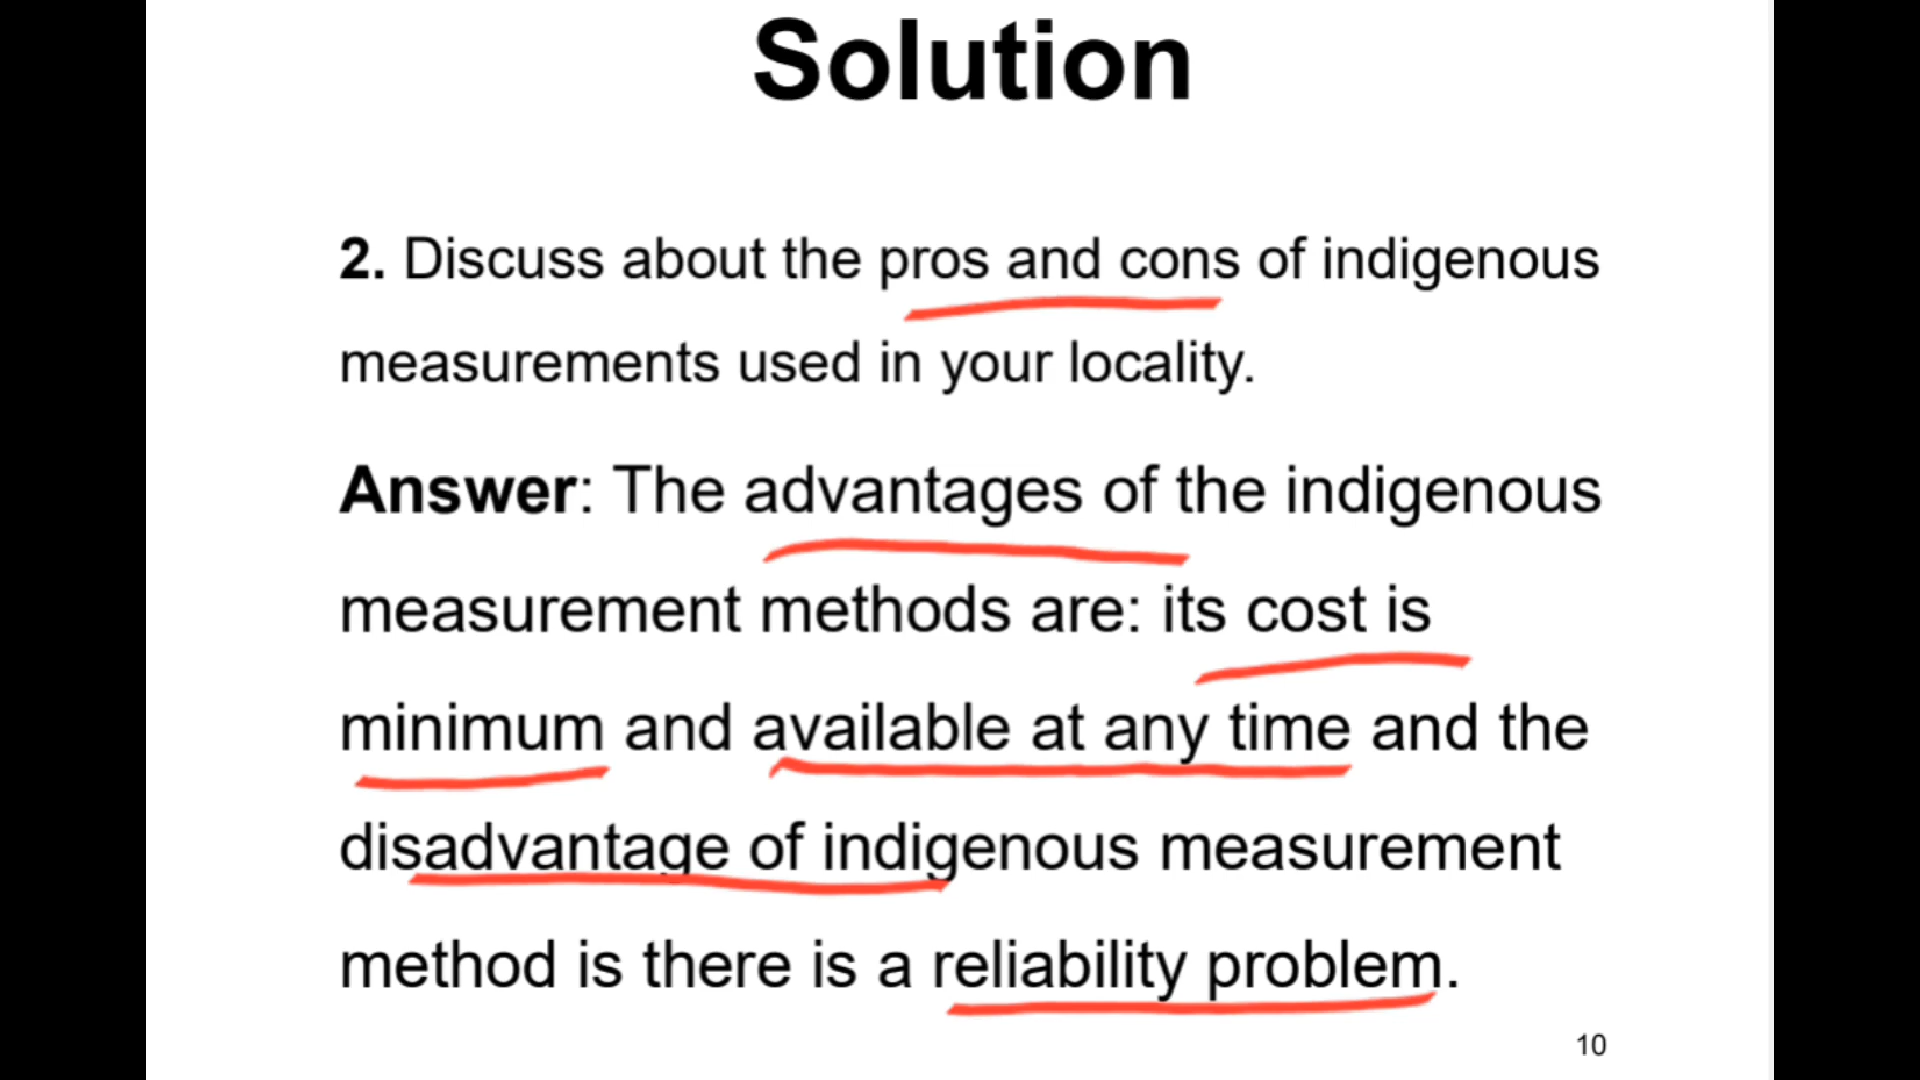 Solution
2. Discuss about the pros and cons of indigenous
measurements used in your locality.
Answer: The advantages of the indigenous
measurement methods are: its cost is
minimum and available at any time and the
disadvantage of indigenous measurement
method is there is a reliability problem.
10